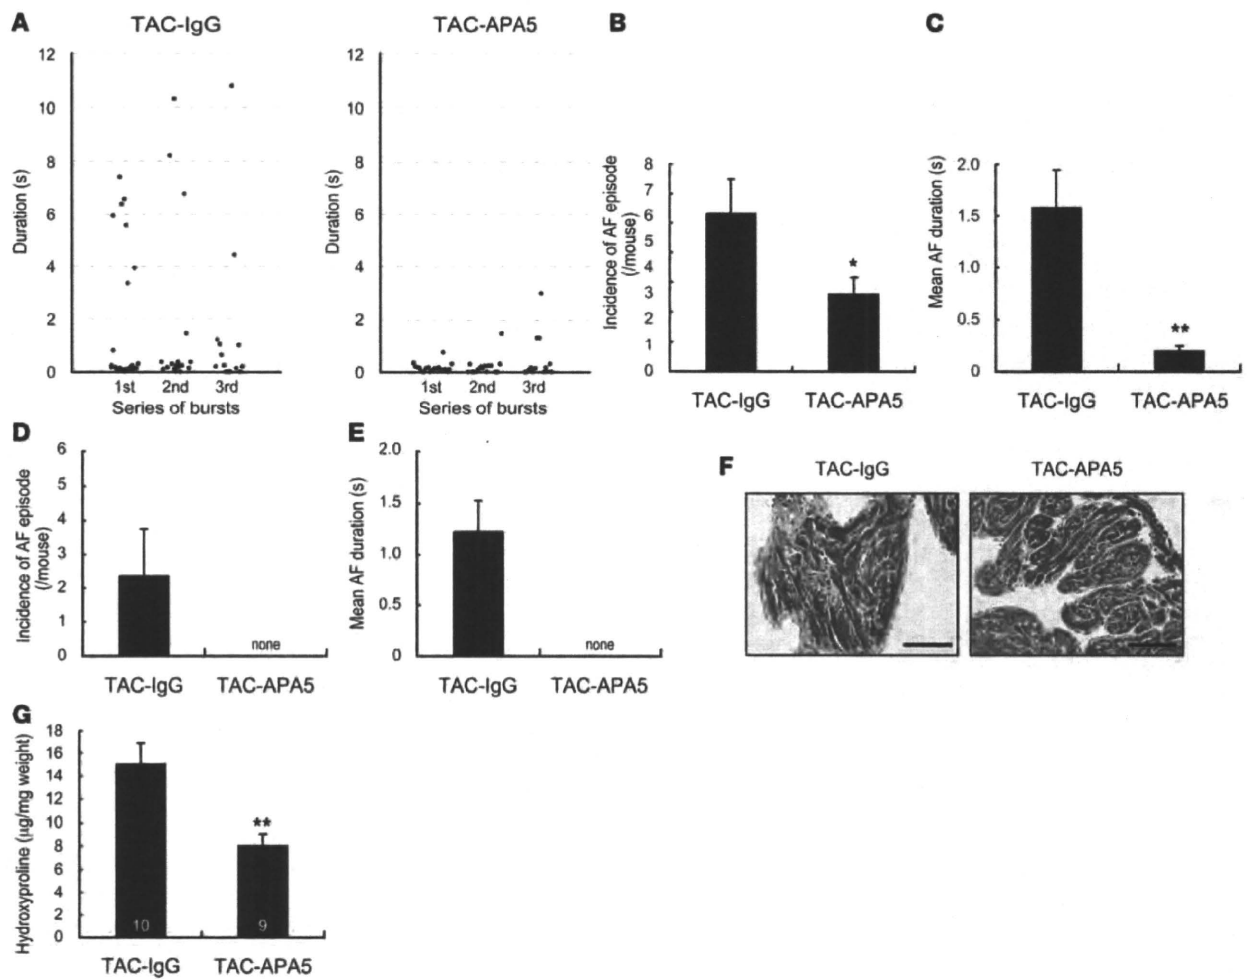 A
TAC-IgG
TAC-APA5
12
10
8
6
4
2
0
Duration (s)
1st 2nd 3rd
Series of bursts
12
10
8
6
4
2
0
Duration (s)
1st 2nd 3rd
Series of bursts
B
Incidence of AF episode
(/mouse)
8
7
6
5
4
3
2
1
0
*
TAC-IgG TAC-APA5
C
Mean AF duration (s)
2.0
1.5
1.0
0.5
0
**
TAC-IgG TAC-APA5
D
Incidence of AF episode
(/mouse)
6
5
4
3
2
1
0
none
TAC-IgG TAC-APA5
E
Mean AF duration (s)
2.0
1.5
1.0
0.5
0
none
TAC-IgG TAC-APA5
F
TAC-IgG
TAC-APA5
G
Hydroxyproline (μg/mg weight)
18
16
14
12
10
8
6
4
2
0
**
10
9
TAC-IgG TAC-APA5